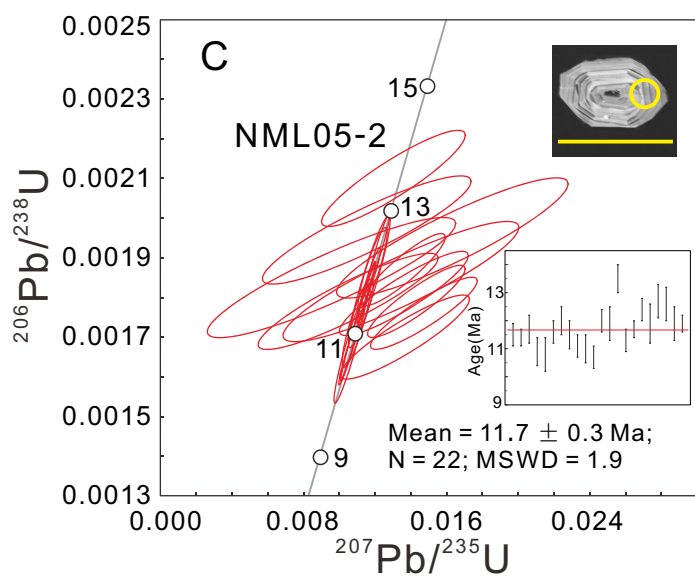 C
NML05-2
15
13
11
9
0.0025
0.0023
0.0021
0.0019
0.0017
0.0015
0.0013
206Pb/238U
0.000
0.008
0.016
0.024
207Pb/235U
Age(Ma)
13
11
9
Mean = 11.7 ± 0.3 Ma;
N = 22; MSWD = 1.9